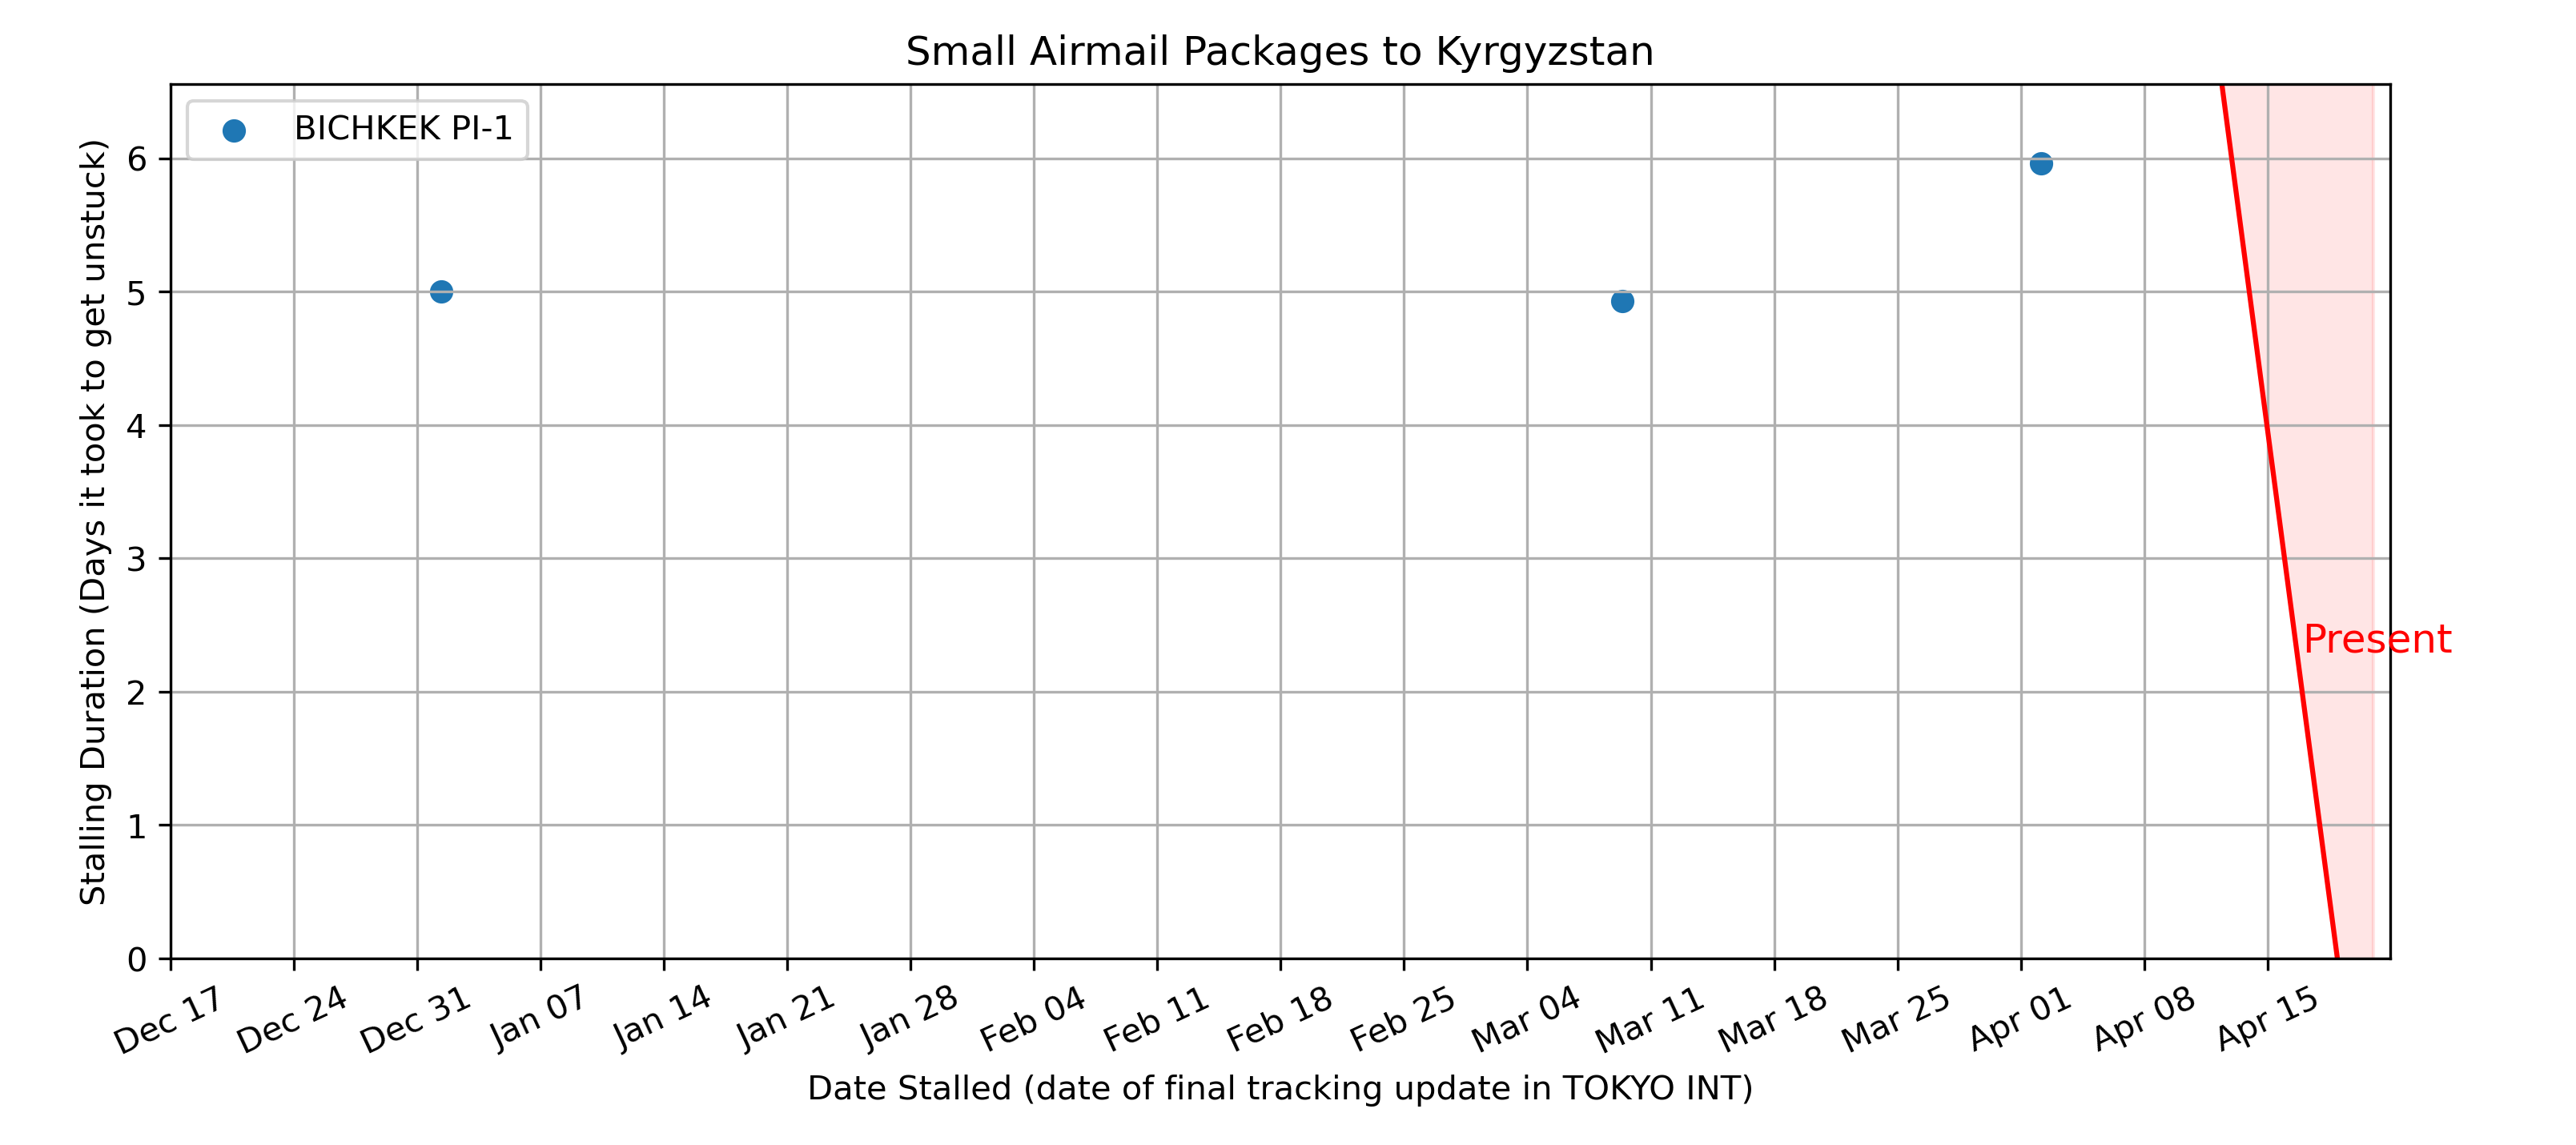 Small Airmail Packages to Kyrgyzstan
BICHKEK PI-1
Stalling Duration (Days it took to get unstuck)
6
5
4
3
2
1
0
Present
Dec 17
Dec 24
Dec 31
Jan 07
Jan 14
Jan 21
Jan 28
Feb 04
Feb 11
Feb 18
Feb 25
Mar 04
Mar 11
Mar 18
Mar 25
Apr 01
Apr 08
Apr 15
Date Stalled (date of final tracking update in TOKYO INT)